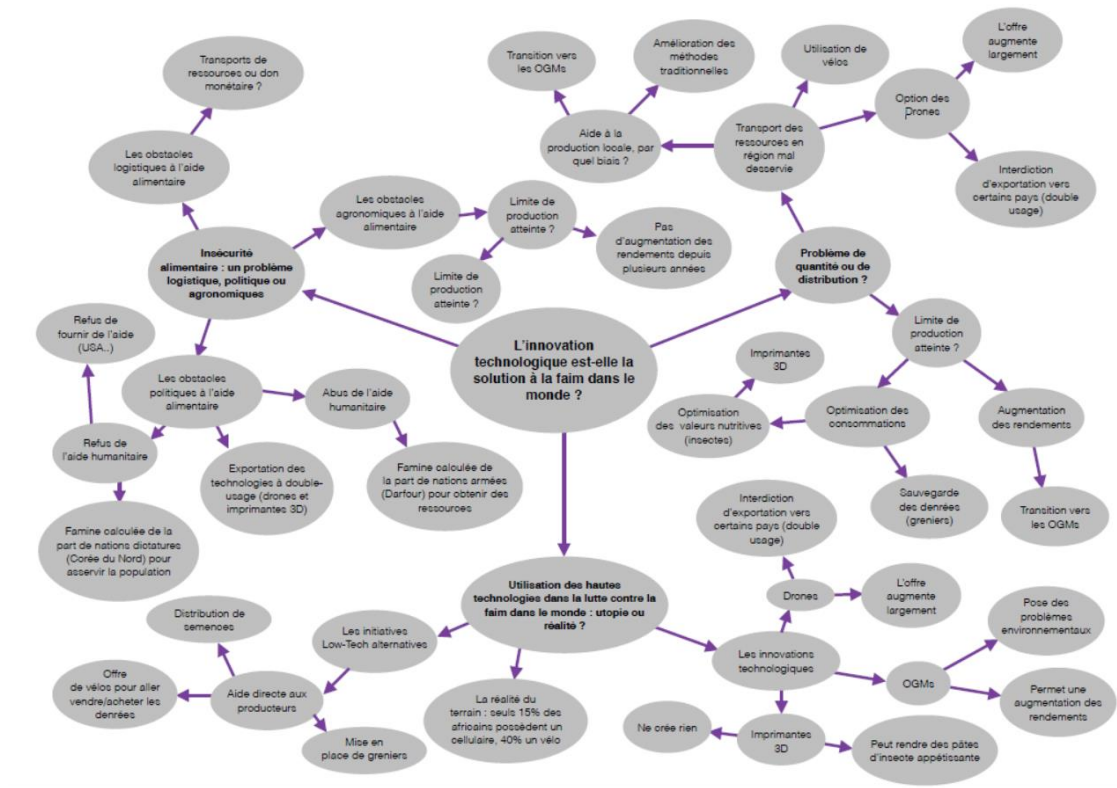 Transports de
ressources ou don
monétaire ?
Les obstacles
logistiques à l'aide
alimentaire
Insécurité
alimentaire : un problème
logistique, politique ou
agronomiques
Les obstacles
agronomiques à l'aide
alimentaire
Limite de
production
atteinte ?
Limite de
production
atteinte ?
Pas
d'augmentation des
rendements depuis
plusieurs années
Refus de
fournir de l'aide
(USA..)
Les obstacles
politiques à l'aide
alimentaire
Abus de l'aide
humanitaire
Refus de
l'aide humanitaire
Exportation des
technologies à double-
usage (drones et
imprimantes 3D)
Famine calculée de
la part de nations armées
(Darfour) pour obtenir des
ressources
Famine calculée de la
part de nations dictatures
(Corée du Nord) pour
asservir la population
L'innovation
technologique est-elle la
solution à la faim dans le
monde ?
Transition vers
les OGMs
Amélioration des
méthodes
traditionnelles
Utilisation de
vélos
L'offre
augmente
largement
Option des
Drones
Aide à la
production locale, par
quel biais ?
Transport des
ressources en
région mal
desservie
Interdiction
d'exportation vers
certains pays (double
usage)
Problème de
quantité ou de
distribution ?
Limite de
production
atteinte ?
Imprimantes
3D
Optimisation
des valeurs nutritives
(insectes)
Optimisation des
consommations
Augmentation
des rendements
Sauvegarde
des denrées
(greniers)
Transition vers
les OGMs
Utilisation des hautes
technologies dans la lutte contre la
faim dans le monde : utopie ou
réalité ?
Interdiction
d'exportation vers
certains pays (double
usage)
Drones
L'offre
augmente
largement
Les innovations
technologiques
OGMs
Pose des
problèmes
environnementaux
Permet une
augmentation des
rendements
Imprimantes
3D
Ne crée rien
Peut rendre des pâtes
d'insecte appétissante
La réalité du
terrain : seuls 15% des
africains possèdent un
cellulaire, 40% un vélo
Les initiatives
Low-Tech alternatives
Distribution de
semences
Offre
de vélos pour aller
vendre/acheter les
denrées
Aide directe aux
producteurs
Mise en
place de greniers